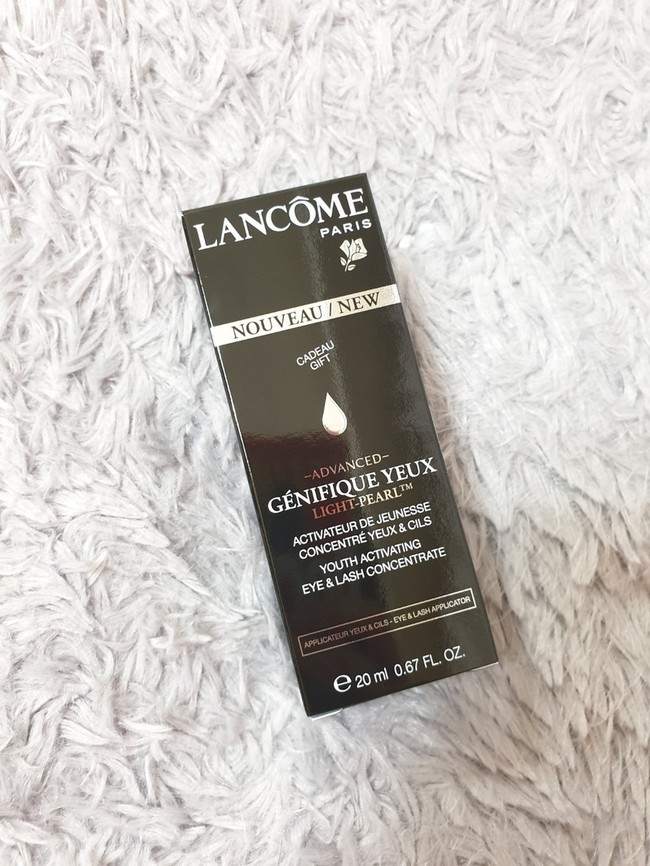 LANCÔME
PARIS
NOUVEAU / NEW
CADEAU
GIFT
–ADVANCED–
GÉNIFIQUE YEUX
LIGHT-PEARL™
ACTIVATEUR DE JEUNESSE
CONCENTRÉ YEUX & CILS
YOUTH ACTIVATING
EYE & LASH CONCENTRATE
APPLICATEUR YEUX & CILS - EYE & LASH APPLICATOR
℮ 20 ml 0.67 FL. OZ.